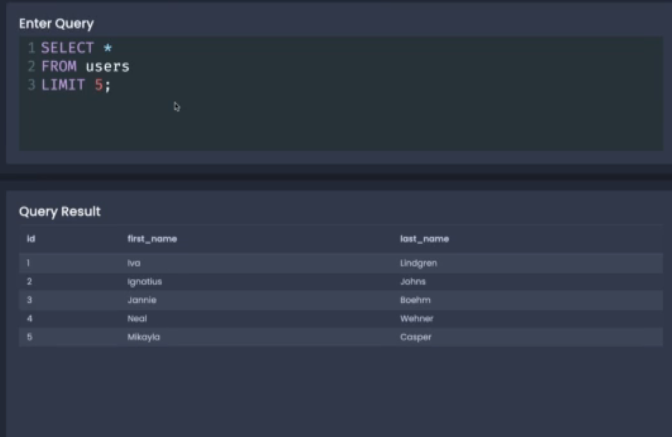 Enter Query
1 SELECT *
2 FROM users
3 LIMIT 5;
Query Result
id first_name last_name
1 Iva Lindgren
2 Ignatius Johns
3 Jannie Boehm
4 Neal Wehner
5 Mikayla Casper